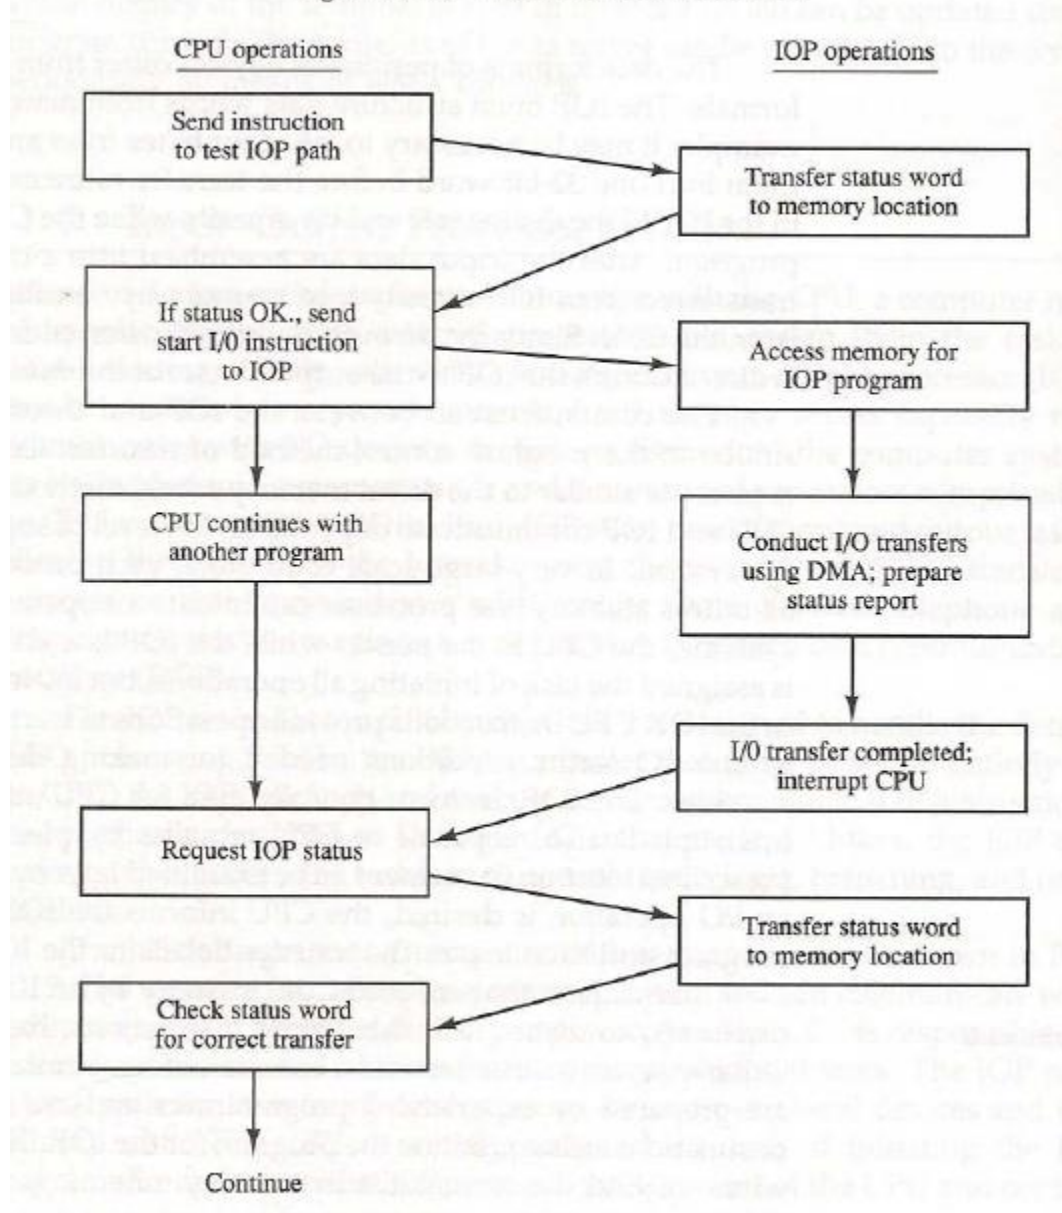 CPU operations
IOP operations
Send instruction
to test IOP path
Transfer status word
to memory location
If status OK., send
start I/0 instruction
to IOP
Access memory for
IOP program
CPU continues with
another program
Conduct I/O transfers
using DMA; prepare
status report
I/0 transfer completed;
interrupt CPU
Request IOP status
Transfer status word
to memory location
Check status word
for correct transfer
Continue